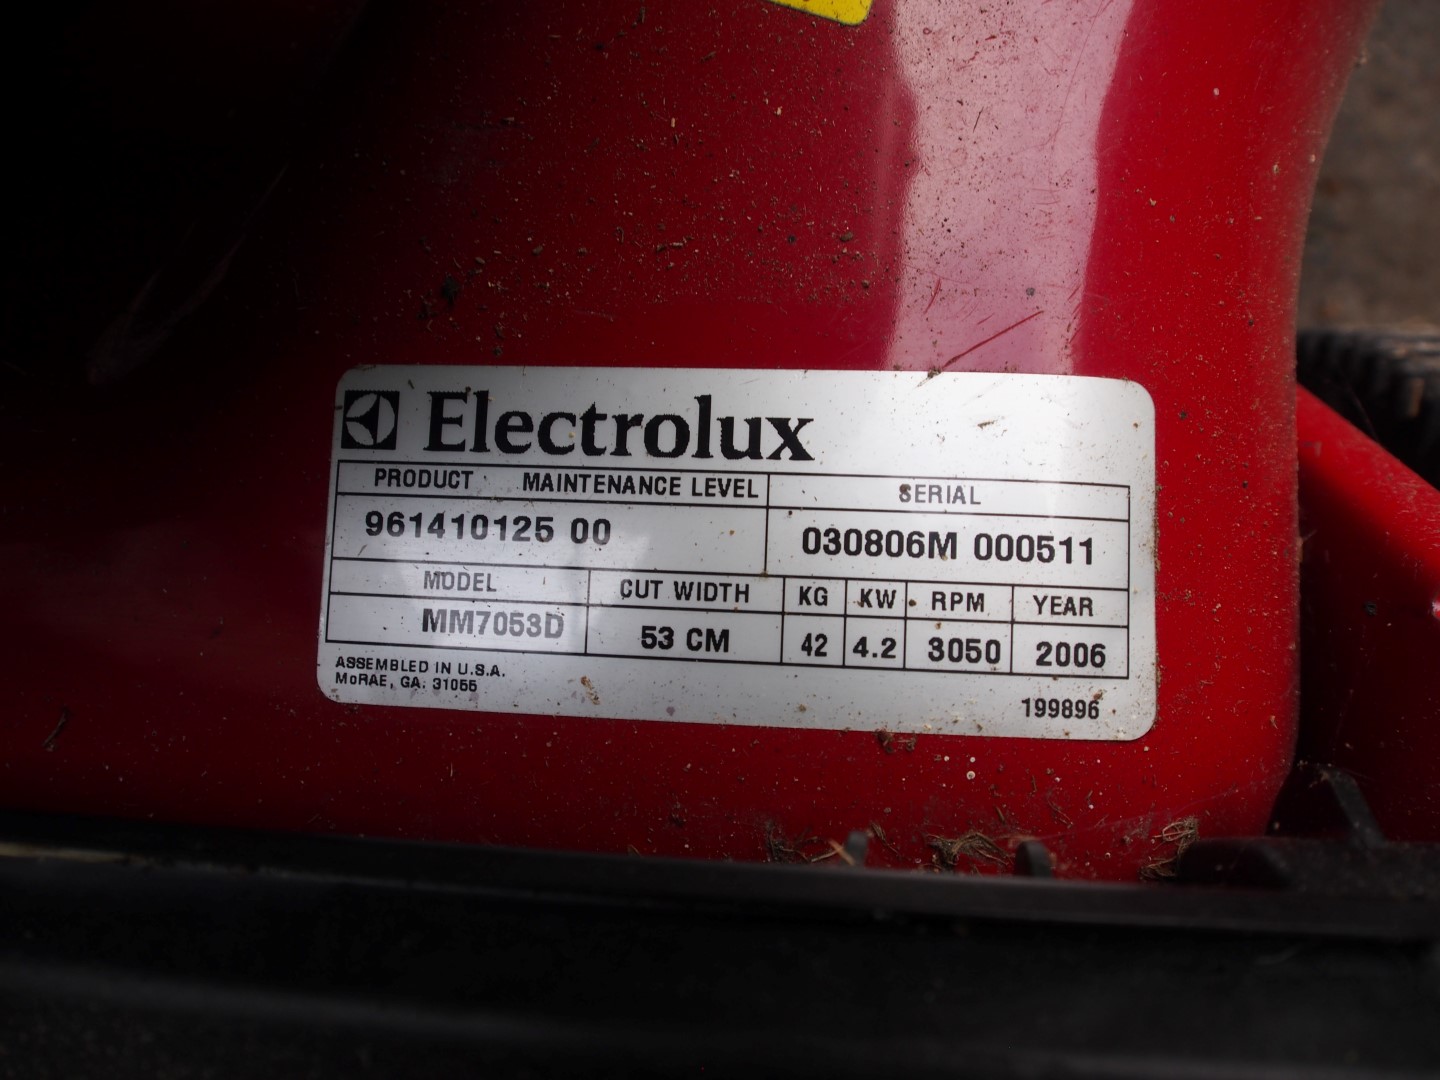 Electrolux
PRODUCT MAINTENANCE LEVEL SERIAL
961410125 00 030806M 000511
MODEL CUT WIDTH KG KW RPM YEAR
MM7053D 53 CM 42 4.2 3050 2006
ASSEMBLED IN U.S.A.
McRAE, GA. 31055
199896